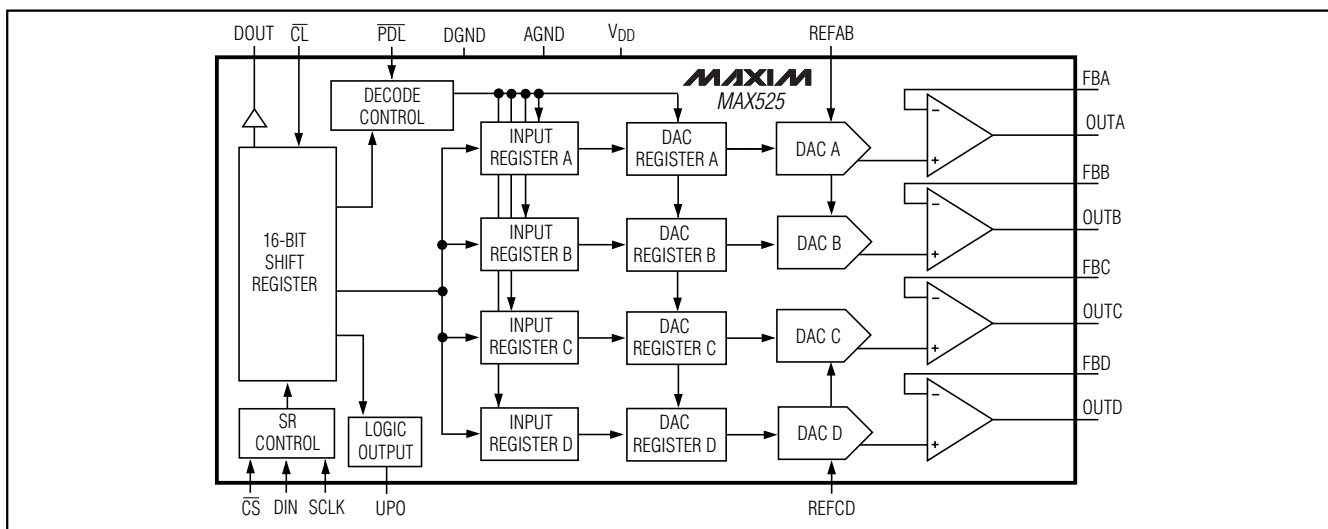 DOUT
CL
PDL
DGND
AGND
VDD
REFAB
MAXIM
MAX525
DECODE
CONTROL
16-BIT
SHIFT
REGISTER
SR
CONTROL
LOGIC
OUTPUT
INPUT
REGISTER A
DAC
REGISTER A
DAC A
INPUT
REGISTER B
DAC
REGISTER B
DAC B
INPUT
REGISTER C
DAC
REGISTER C
DAC C
INPUT
REGISTER D
DAC
REGISTER D
DAC D
−
+
FBA
OUTA
−
+
FBB
OUTB
−
+
FBC
OUTC
−
+
FBD
OUTD
CS
DIN
SCLK
UPO
REFCD